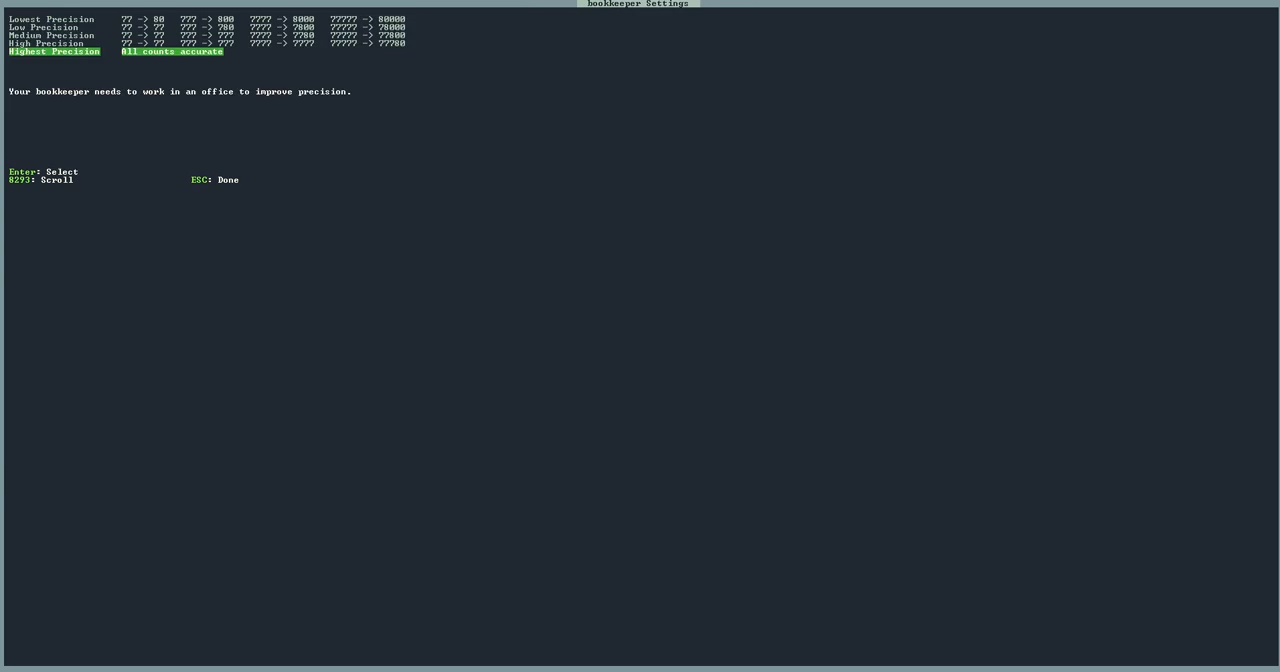 bookkeeper Settings
Lowest Precision 77 -> 80 777 -> 800 7777 -> 8000 77777 -> 80000
Low Precision 77 -> 77 777 -> 780 7777 -> 7800 77777 -> 78000
Medium Precision 77 -> 77 777 -> 777 7777 -> 7780 77777 -> 77800
High Precision 77 -> 77 777 -> 777 7777 -> 7777 77777 -> 77780
Highest Precision All counts accurate
Your bookkeeper needs to work in an office to improve precision.
Enter: Select
8293: Scroll ESC: Done